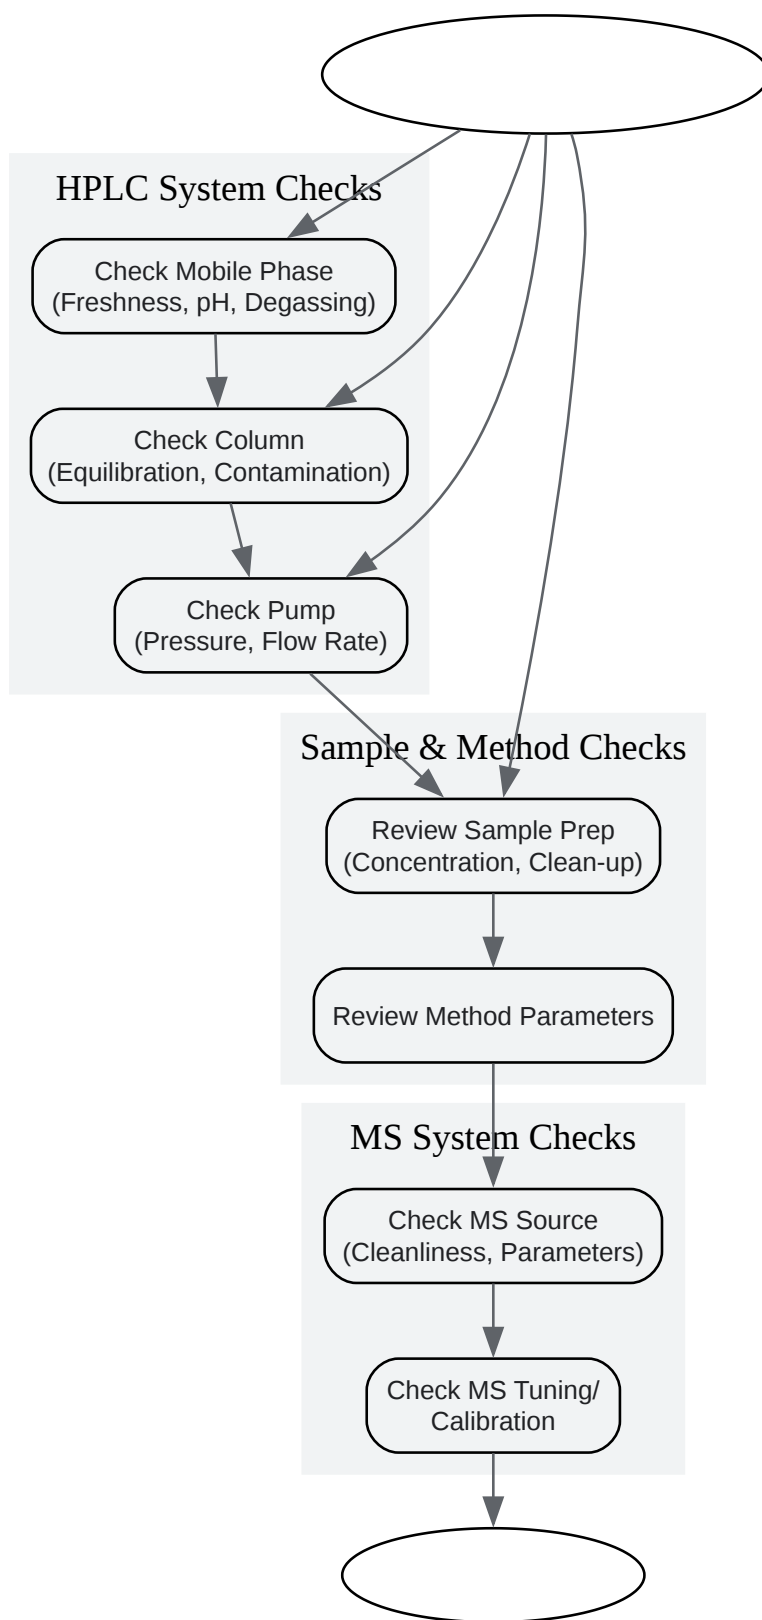 HPLC System Checks
Check Mobile Phase
(Freshness, pH, Degassing)
Check Column
(Equilibration, Contamination)
Check Pump
(Pressure, Flow Rate)
Sample & Method Checks
Review Sample Prep
(Concentration, Clean-up)
Review Method Parameters
MS System Checks
Check MS Source
(Cleanliness, Parameters)
Check MS Tuning/
Calibration